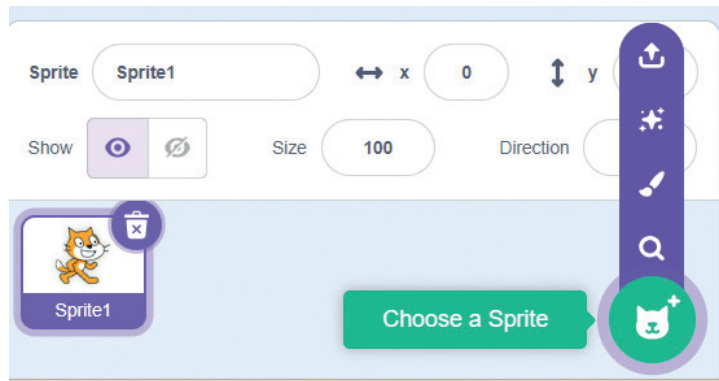 Sprite Sprite1 x 0 y
Show Size 100 Direction
Sprite1
Choose a Sprite